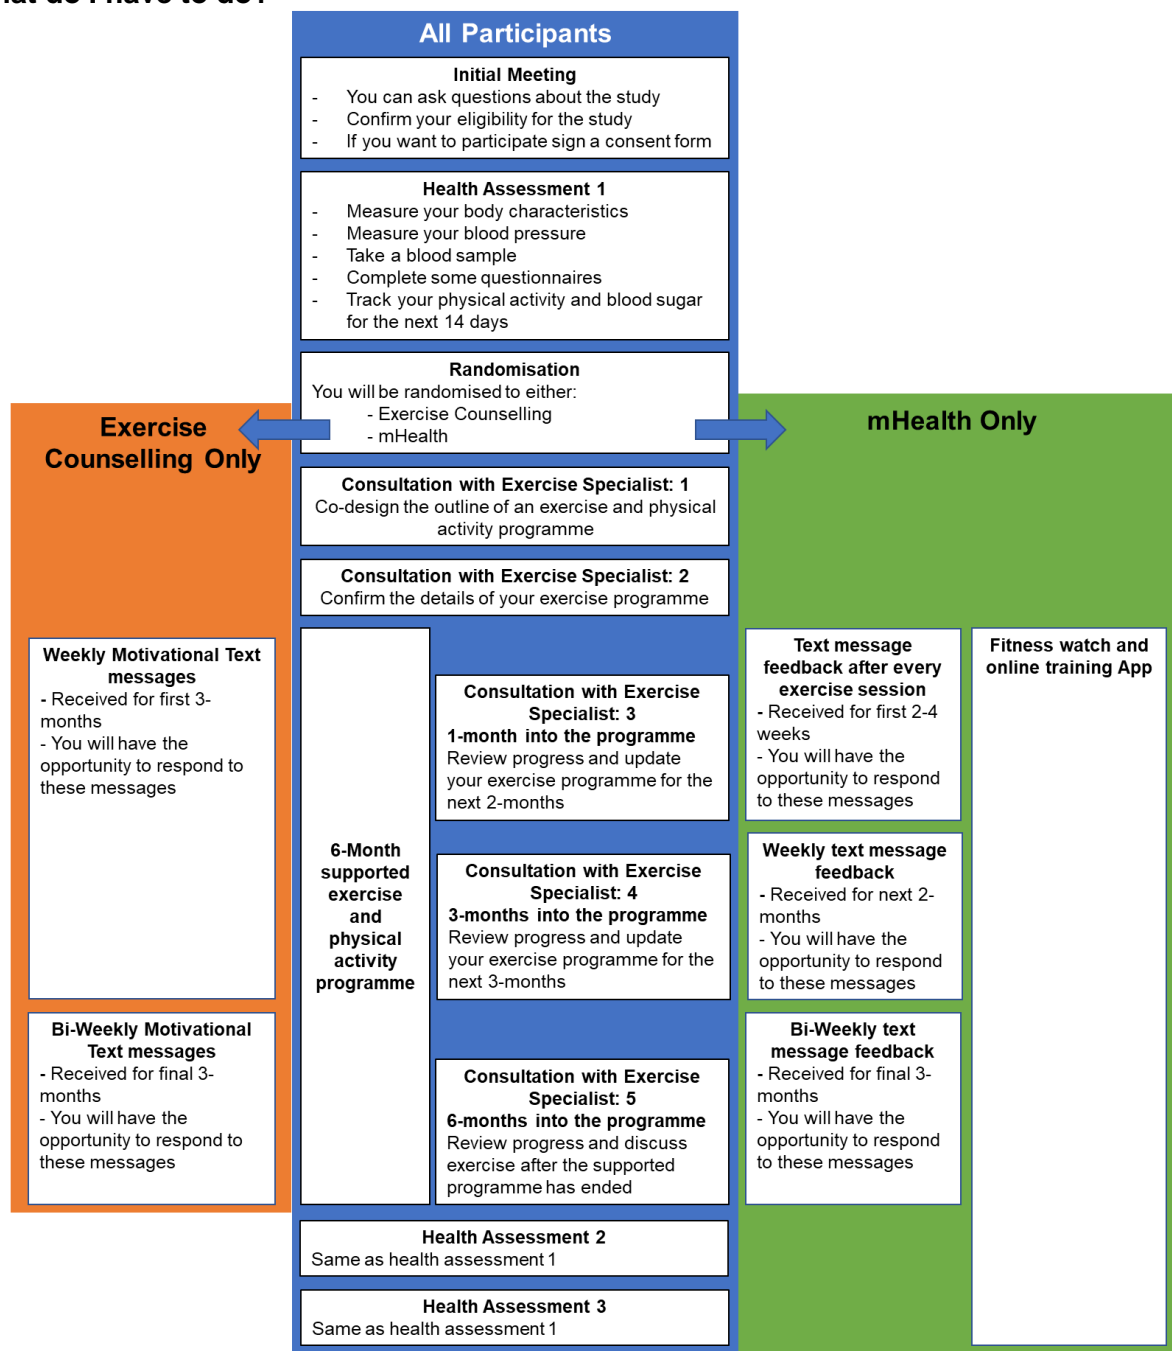 hat do I have to do?
All Participants
Initial Meeting
- You can ask questions about the study
- Confirm your eligibility for the study
- If you want to participate sign a consent form
Health Assessment 1
- Measure your body characteristics
- Measure your blood pressure
- Take a blood sample
- Complete some questionnaires
- Track your physical activity and blood sugar
for the next 14 days
Randomisation
You will be randomised to either:
- Exercise Counselling
- mHealth
Exercise
Counselling Only
mHealth Only
Consultation with Exercise Specialist: 1
Co-design the outline of an exercise and physical
activity programme
Consultation with Exercise Specialist: 2
Confirm the details of your exercise programme
Weekly Motivational Text
messages
- Received for first 3-
months
- You will have the
opportunity to respond to
these messages
Bi-Weekly Motivational
Text messages
- Received for final 3-
months
- You will have the
opportunity to respond to
these messages
6-Month
supported
exercise
and
physical
activity
programme
Consultation with Exercise
Specialist: 3
1-month into the programme
Review progress and update
your exercise programme for the
next 2-months
Consultation with Exercise
Specialist: 4
3-months into the programme
Review progress and update
your exercise programme for the
next 3-months
Consultation with Exercise
Specialist: 5
6-months into the programme
Review progress and discuss
exercise after the supported
programme has ended
Text message
feedback after every
exercise session
- Received for first 2-4
weeks
- You will have the
opportunity to respond
to these messages
Weekly text message
feedback
- Received for next 2-
months
- You will have the
opportunity to respond
to these messages
Bi-Weekly text
message feedback
- Received for final 3-
months
- You will have the
opportunity to respond
to these messages
Fitness watch and
online training App
Health Assessment 2
Same as health assessment 1
Health Assessment 3
Same as health assessment 1